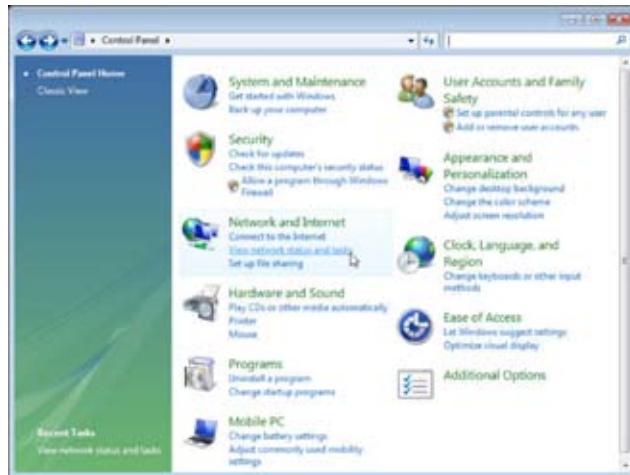 Control Panel
Control Panel Home
Classic View
System and Maintenance
Get started with Windows
Back up your computer
Security
Check for updates
Check this computer's security status
Allow a program through Windows
Firewall
Network and Internet
Connect to the Internet
View network status and tasks
Set up file sharing
Hardware and Sound
Play CDs or other media automatically
Printer
Mouse
Programs
Uninstall a program
Change startup programs
Mobile PC
Change battery settings
Adjust commonly used mobility
settings
User Accounts and Family
Safety
Set up parental controls for any user
Add or remove user accounts
Appearance and
Personalization
Change desktop background
Change the color scheme
Adjust screen resolution
Clock, Language, and
Region
Change keyboards or other input
methods
Ease of Access
Let Windows suggest settings
Optimize visual display
Additional Options
Recent Tasks
View network status and tasks